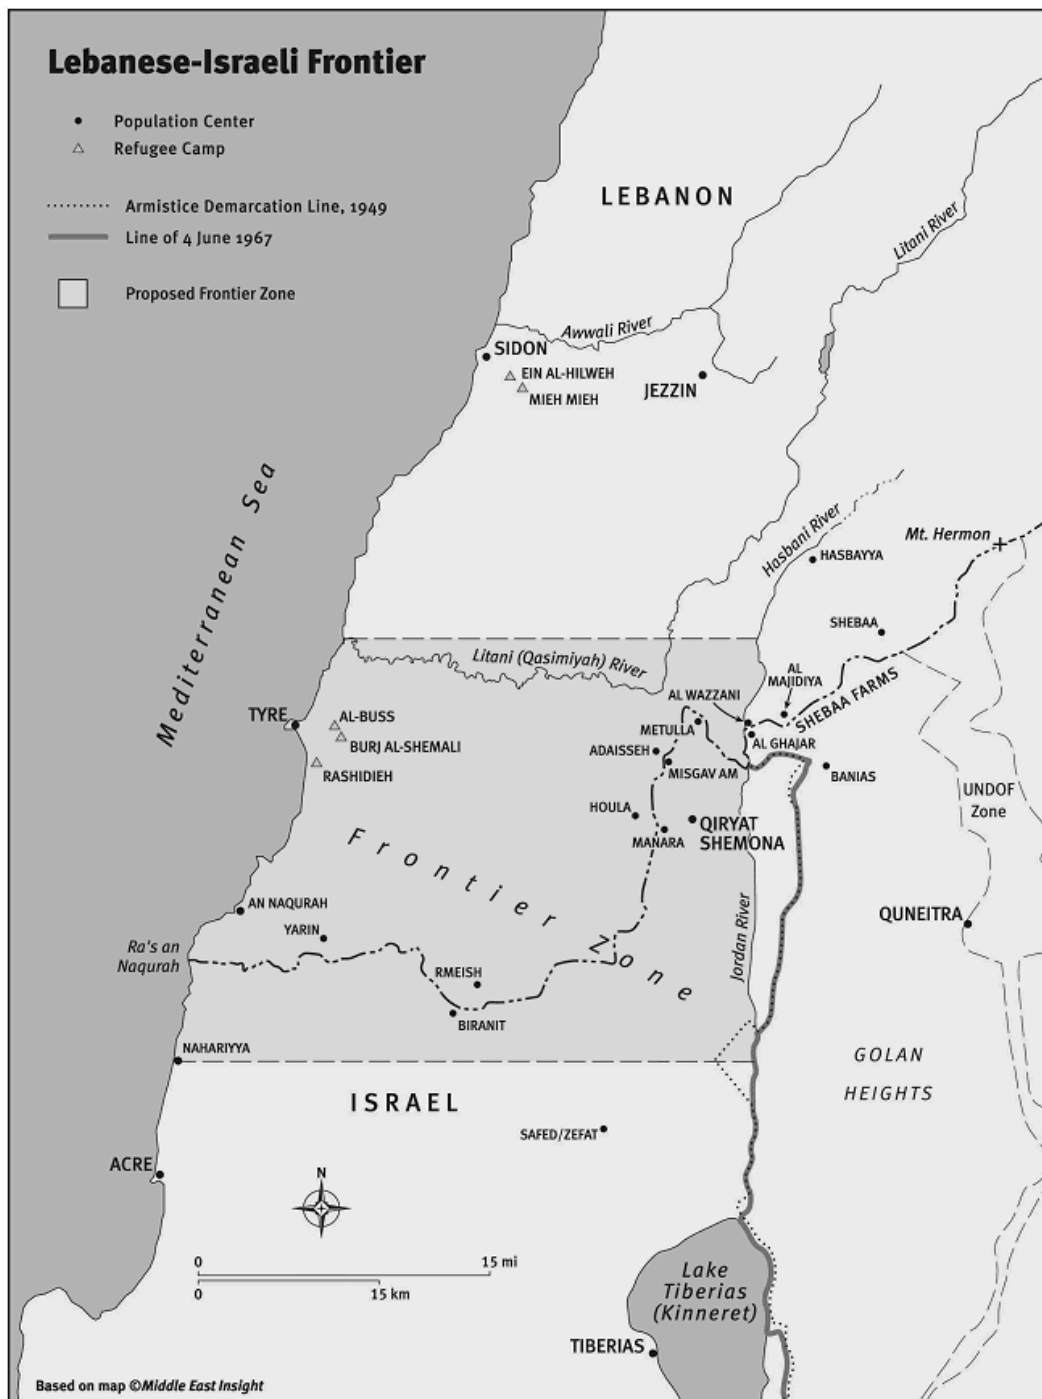 Lebanese-Israeli Frontier
Population Center
Refugee Camp
Armistice Demarcation Line, 1949
Line of 4 June 1967
Proposed Frontier Zone
LEBANON
Litani River
Awwali River
SIDON
EIN AL-HILWEH
MIEH MIEH
JEZZIN
Mediterranean Sea
Hasbani River
Mt. Hermon
HASBAYYA
SHEBAA
Litani (Qasimiyah) River
AL
MAJIDIYA
AL WAZZANI
SHEBAA FARMS
TYRE
AL-BUSS
BURJ AL-SHEMALI
RASHIDIEH
METULLA
AL GHAJAR
ADAISSEH
MISGAV AM
BANIAS
UNDOF
Zone
HOULA
MANARA
QIRYAT
SHEMONA
Frontier Zone
AN NAQURAH
YARIN
Ra's an
Naqurah
RMEISH
BIRANIT
Jordan River
QUNEITRA
NAHARIYYA
GOLAN
HEIGHTS
ISRAEL
SAFED/ZEFAT
ACRE
N
0
15 mi
0
15 km
Lake
Tiberias
(Kinneret)
TIBERIAS
Based on map ©Middle East Insight